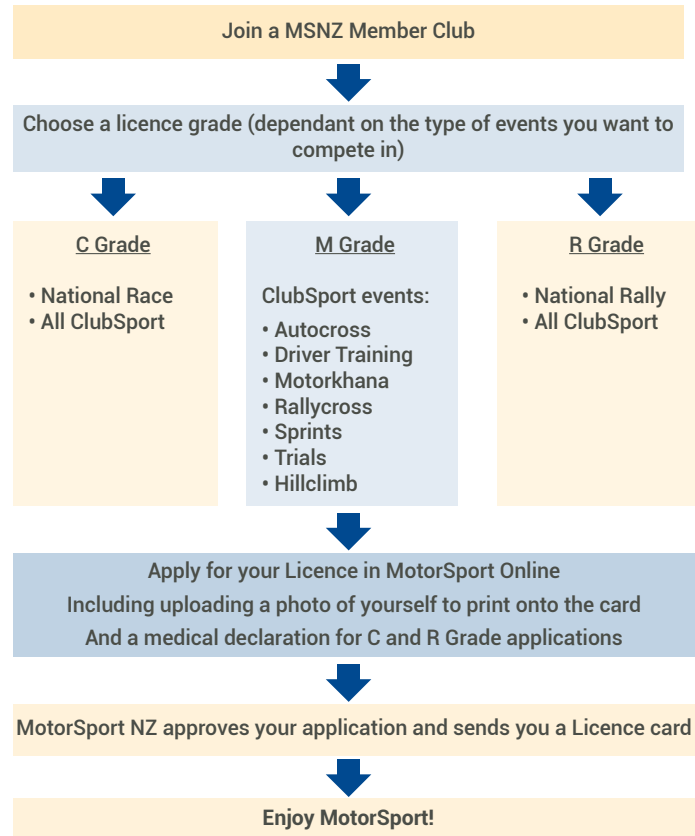 Join a MSNZ Member Club
Choose a licence grade (dependant on the type of events you want to
compete in)
C Grade
• National Race
• All ClubSport
M Grade
ClubSport events:
• Autocross
• Driver Training
• Motorkhana
• Rallycross
• Sprints
• Trials
• Hillclimb
R Grade
• National Rally
• All ClubSport
Apply for your Licence in MotorSport Online
Including uploading a photo of yourself to print onto the card
And a medical declaration for C and R Grade applications
MotorSport NZ approves your application and sends you a Licence card
Enjoy MotorSport!